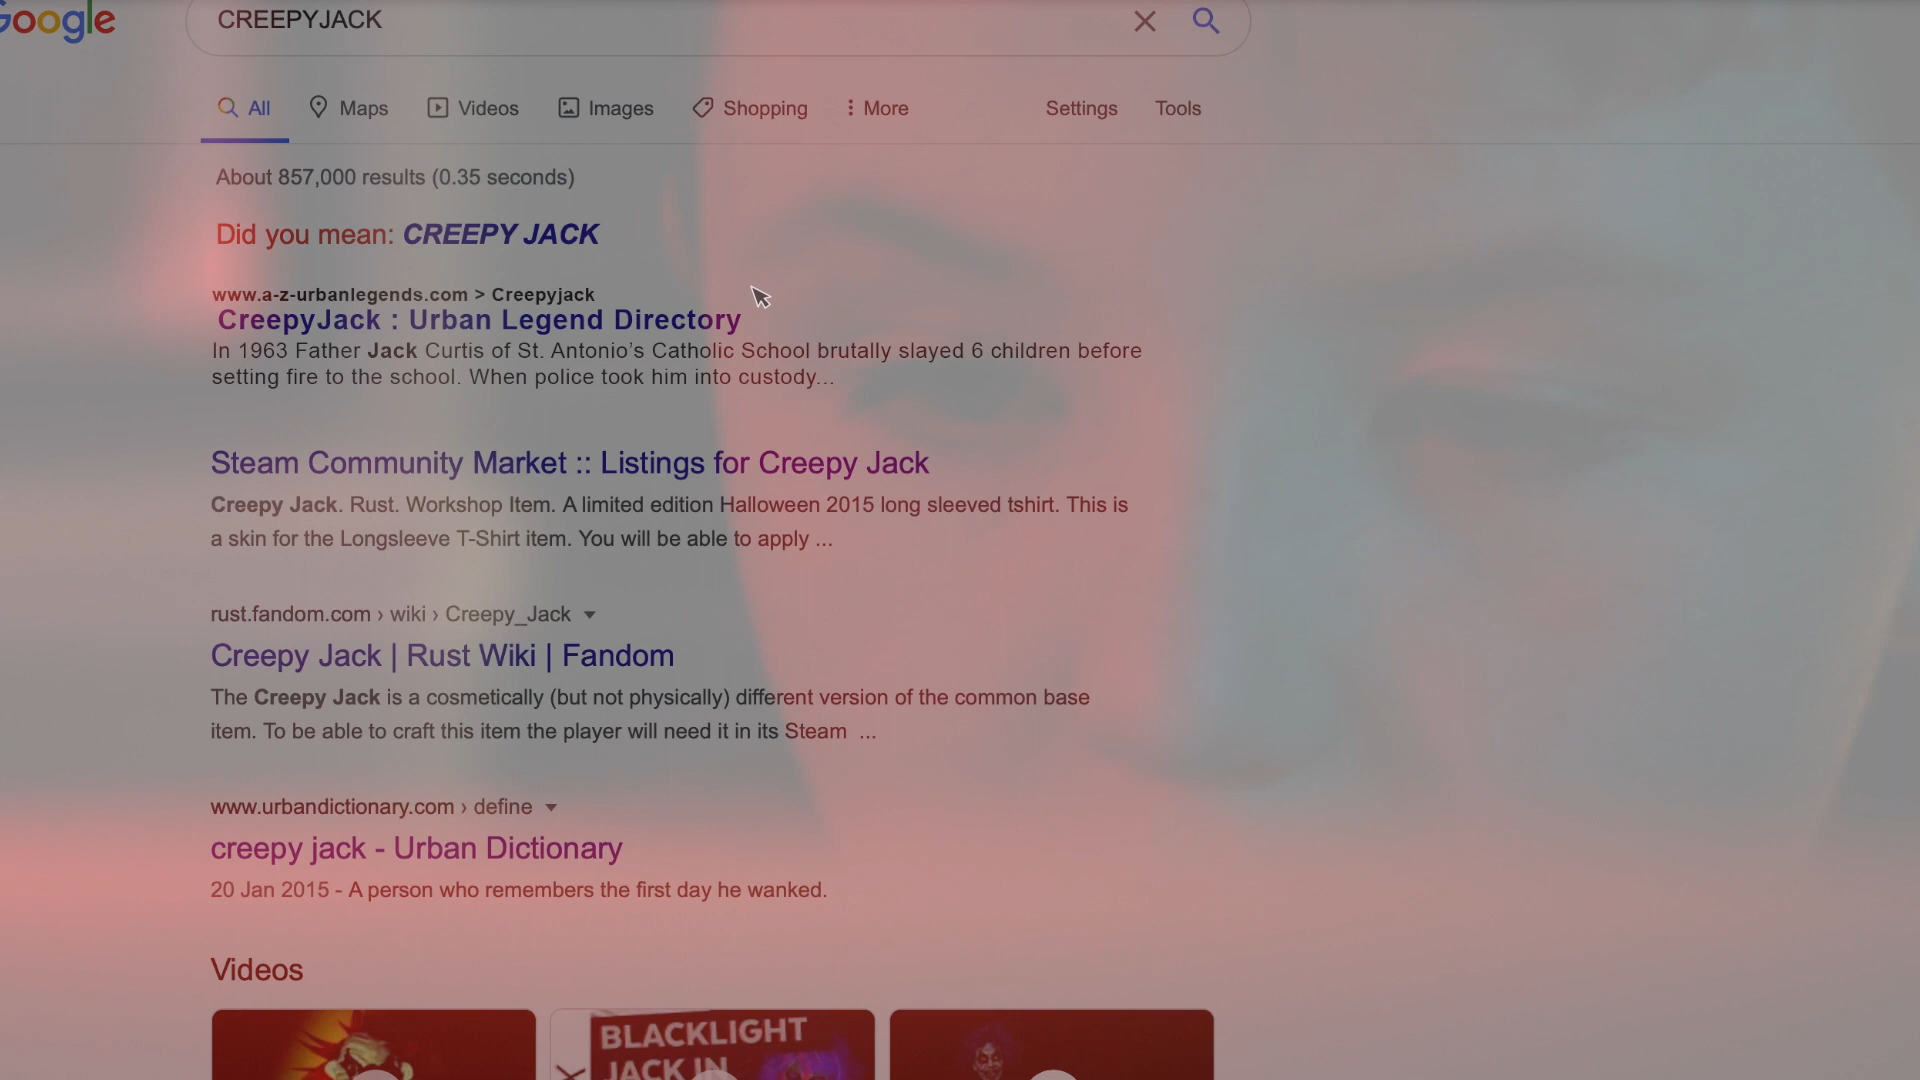 Google
CREEPYJACK
All Maps Videos Images Shopping More Settings Tools
About 857,000 results (0.35 seconds)
Did you mean: CREEPY JACK
www.a-z-urbanlegends.com > Creepyjack
CreepyJack : Urban Legend Directory
In 1963 Father Jack Curtis of St. Antonio's Catholic School brutally slayed 6 children before
setting fire to the school. When police took him into custody...
Steam Community Market :: Listings for Creepy Jack
Creepy Jack. Rust. Workshop Item. A limited edition Halloween 2015 long sleeved tshirt. This is
a skin for the Longsleeve T-Shirt item. You will be able to apply ...
rust.fandom.com › wiki › Creepy_Jack
Creepy Jack | Rust Wiki | Fandom
The Creepy Jack is a cosmetically (but not physically) different version of the common base
item. To be able to craft this item the player will need it in its Steam ...
www.urbandictionary.com › define
creepy jack - Urban Dictionary
20 Jan 2015 - A person who remembers the first day he wanked.
Videos
BLACKLIGHT
JACK IN